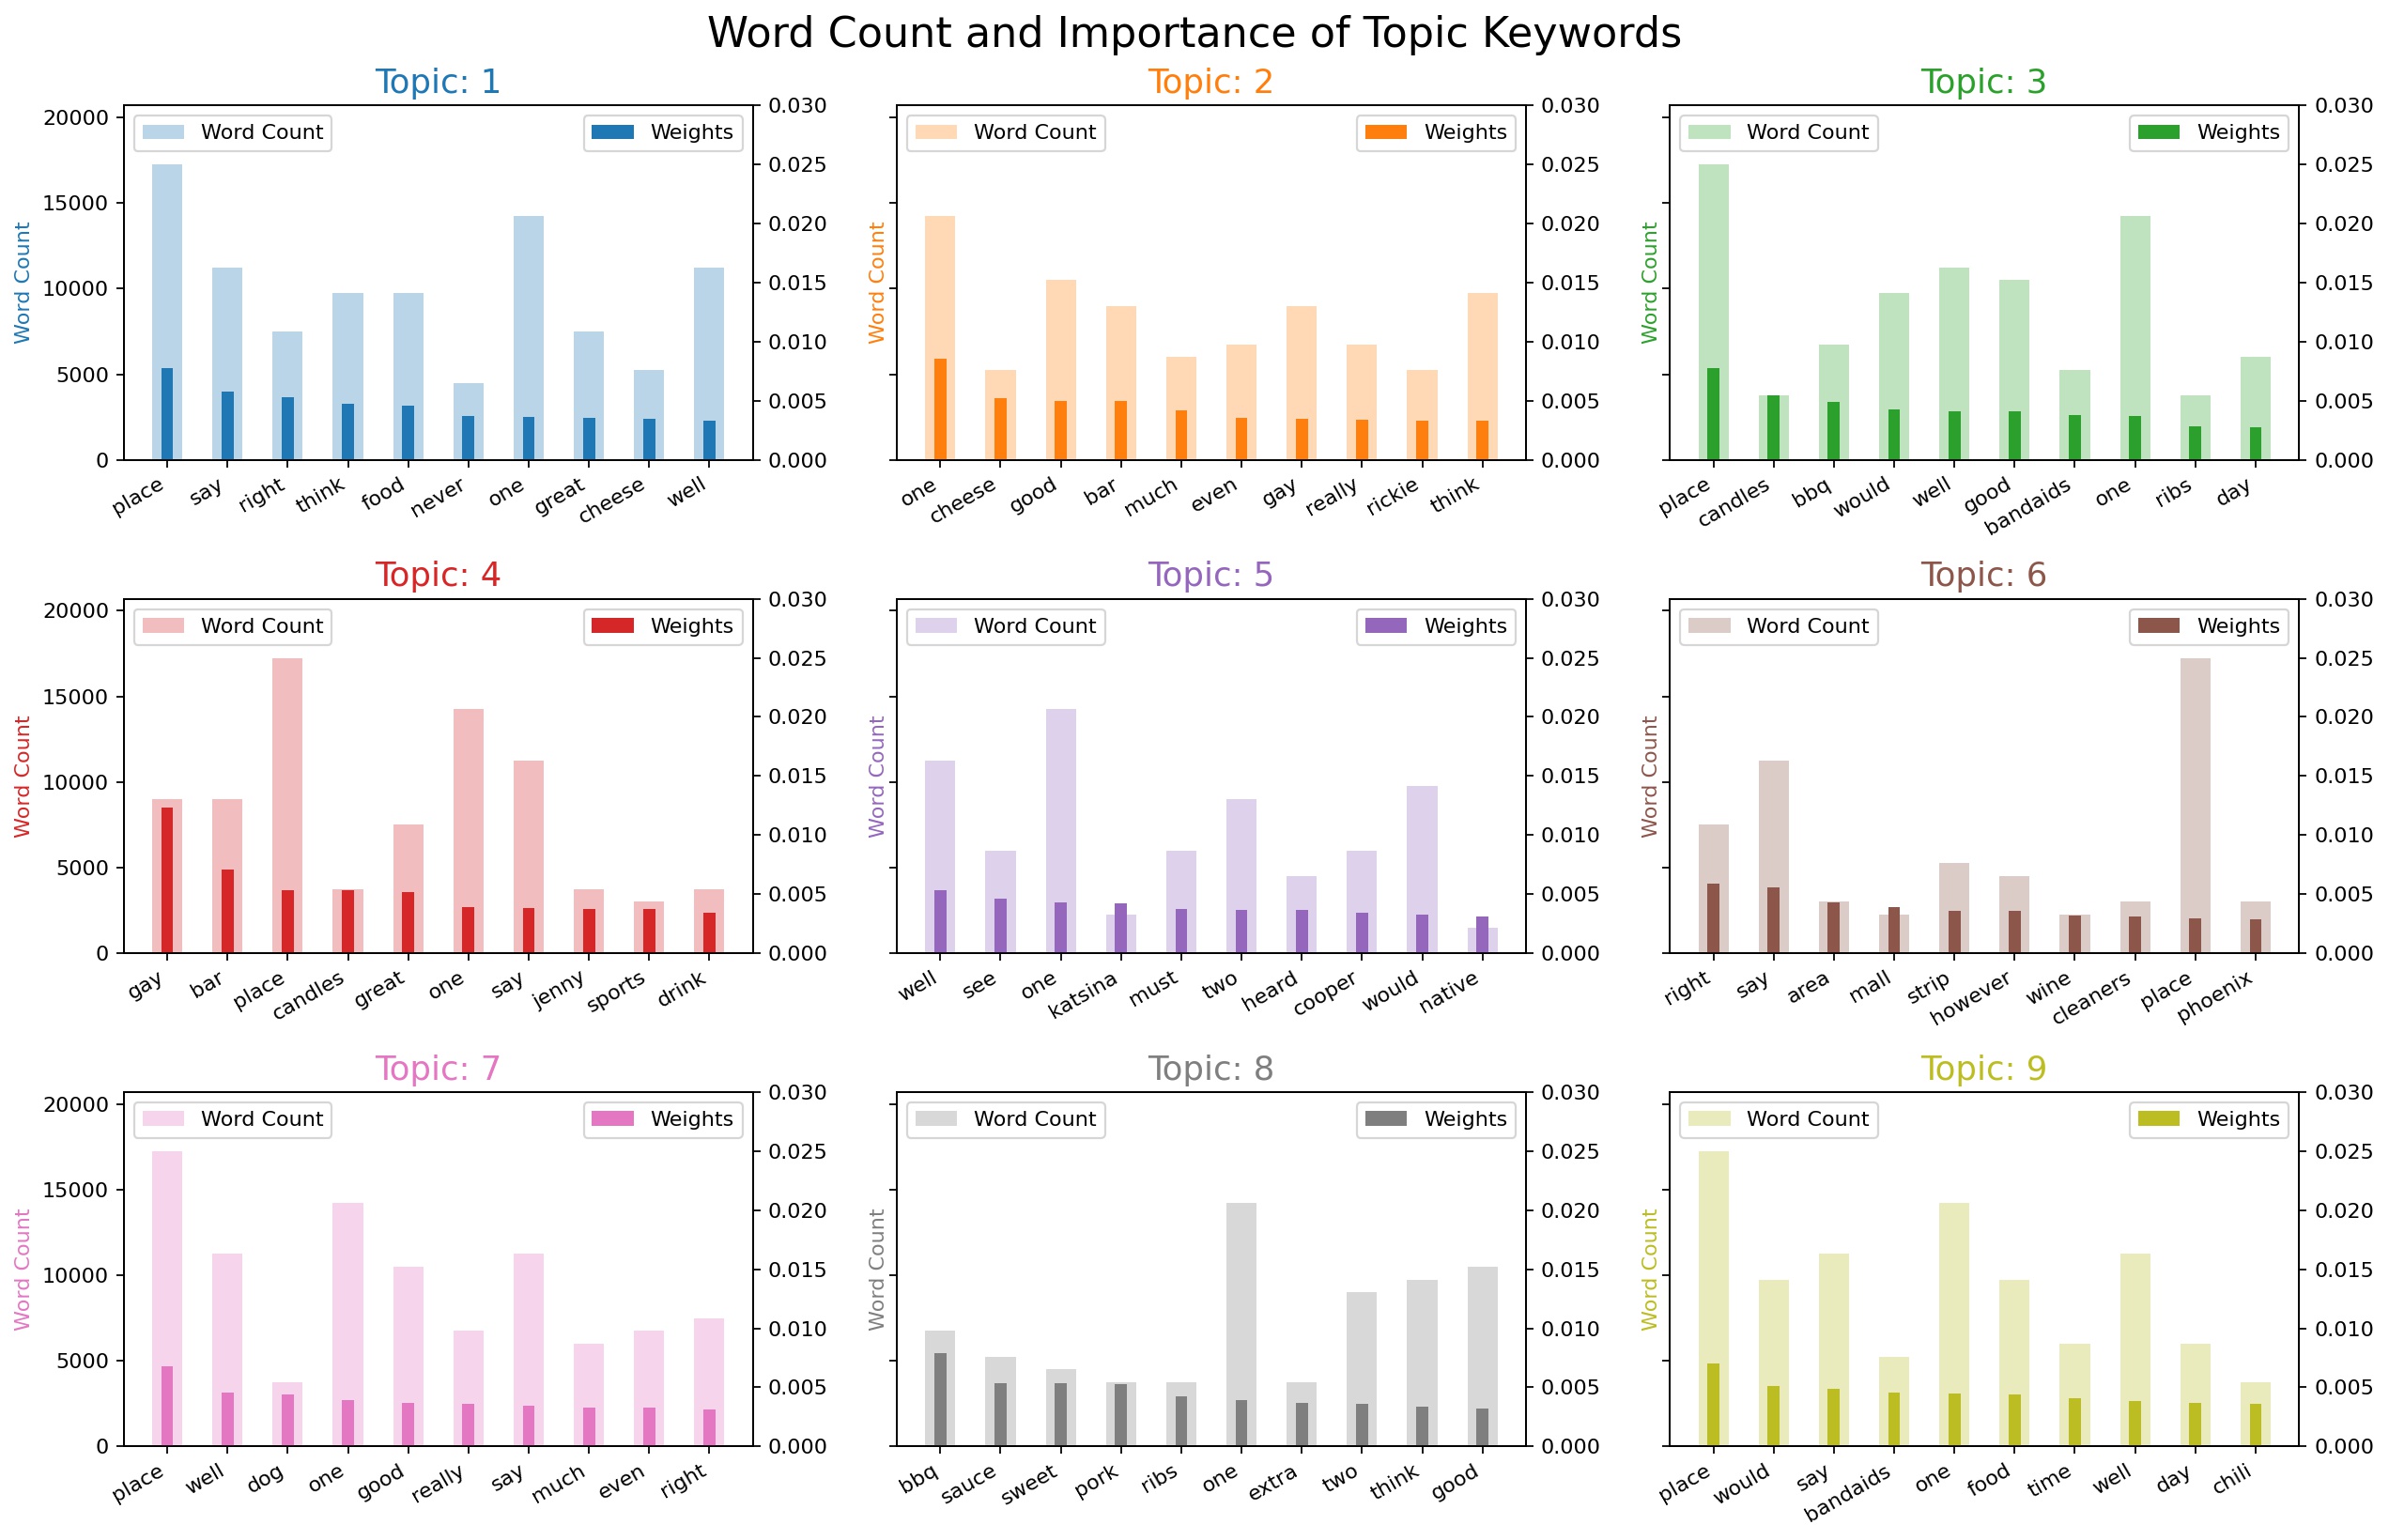 Word Count and Importance of Topic Keywords
Topic: 1
Word Count
Weights
20000
15000
10000
5000
0
0.030
0.025
0.020
0.015
0.010
0.005
0.000
Word Count
place say right think food never one great cheese well
Topic: 2
Word Count
Weights
0.030
0.025
0.020
0.015
0.010
0.005
0.000
Word Count
one cheese good bar much even gay really rickie think
Topic: 3
Word Count
Weights
0.030
0.025
0.020
0.015
0.010
0.005
0.000
Word Count
place candles bbq would well good bandaids one ribs day
Topic: 4
Word Count
Weights
20000
15000
10000
5000
0
0.030
0.025
0.020
0.015
0.010
0.005
0.000
Word Count
gay bar place candles great one say jenny sports drink
Topic: 5
Word Count
Weights
0.030
0.025
0.020
0.015
0.010
0.005
0.000
Word Count
well see one katsina must two heard cooper would native
Topic: 6
Word Count
Weights
0.030
0.025
0.020
0.015
0.010
0.005
0.000
Word Count
right say area mall strip however wine cleaners place phoenix
Topic: 7
Word Count
Weights
20000
15000
10000
5000
0
0.030
0.025
0.020
0.015
0.010
0.005
0.000
Word Count
place well dog one good really say much even right
Topic: 8
Word Count
Weights
0.030
0.025
0.020
0.015
0.010
0.005
0.000
Word Count
bbq sauce sweet pork ribs one extra two think good
Topic: 9
Word Count
Weights
0.030
0.025
0.020
0.015
0.010
0.005
0.000
Word Count
place would say bandaids one food time well day chili